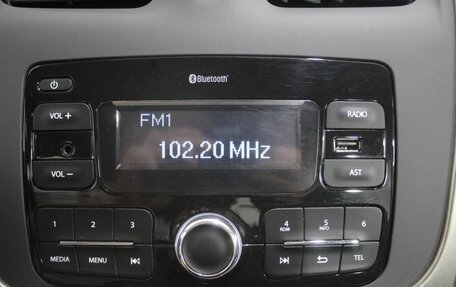 Bluetooth
VOL +
FM1
RADIO
102.20 MHz
VOL −
AST
1 2 3
4 RDM
5 INFO
6
MEDIA MENU
TEL